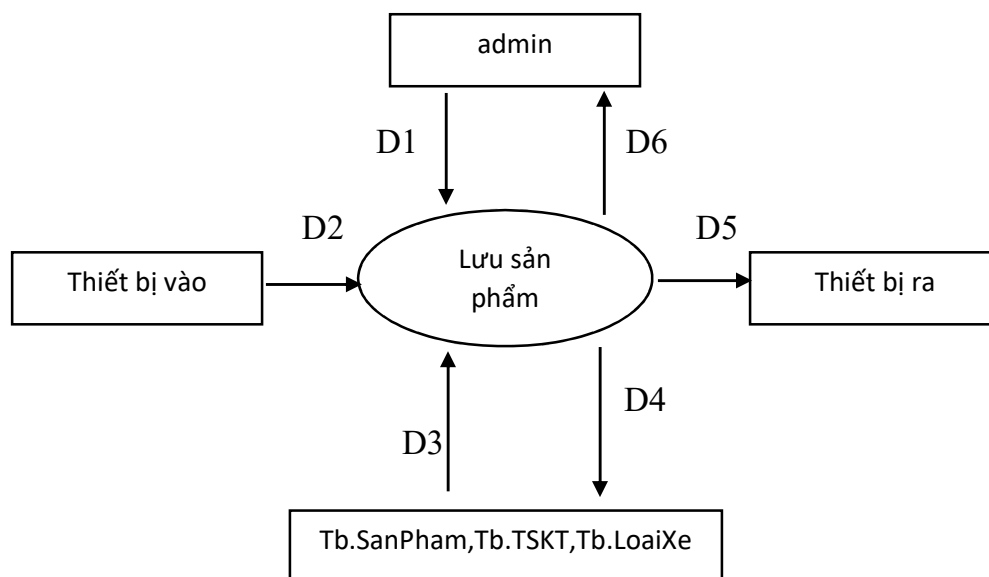 admin
D1
D6
D2
D5
Thiết bị vào
Lưu sản
phẩm
Thiết bị ra
D4
D3
Tb.SanPham,Tb.TSKT,Tb.LoaiXe